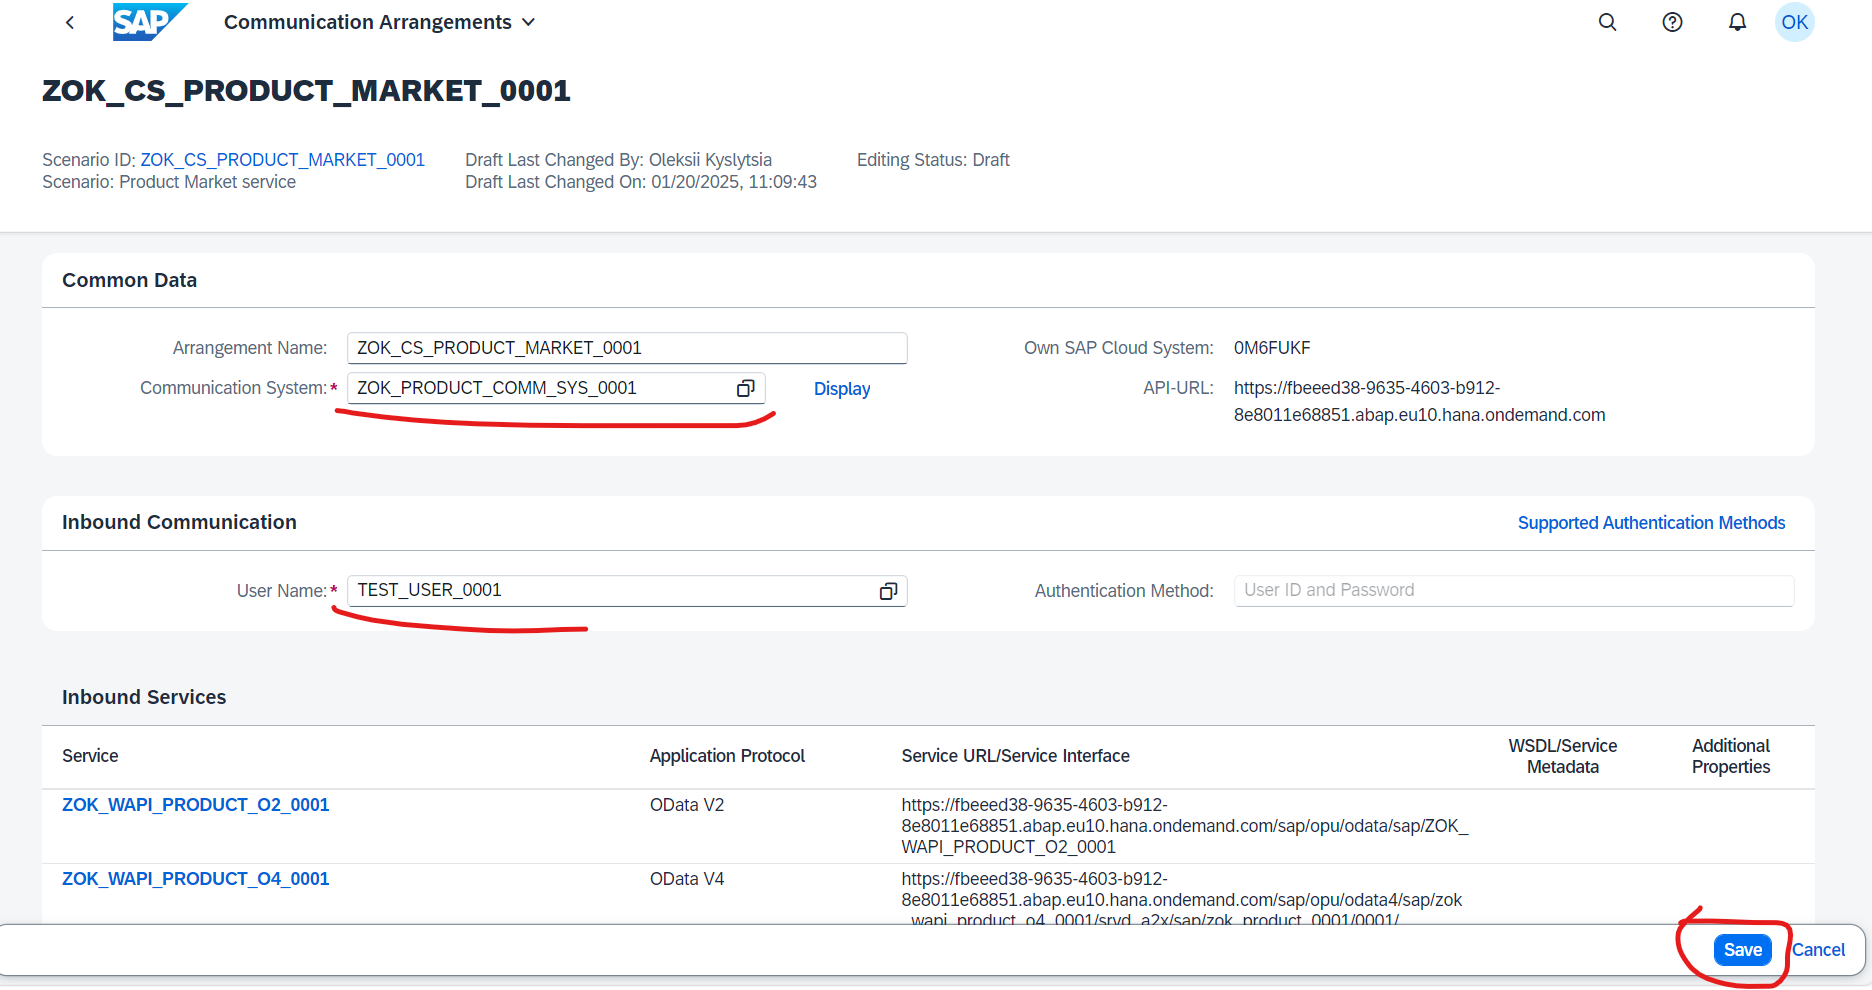 SAP
Communication Arrangements
OK
ZOK_CS_PRODUCT_MARKET_0001
Scenario ID: ZOK_CS_PRODUCT_MARKET_0001
Scenario: Product Market service
Draft Last Changed By: Oleksii Kyslytsia
Draft Last Changed On: 01/20/2025, 11:09:43
Editing Status: Draft
Common Data
Arrangement Name: ZOK_CS_PRODUCT_MARKET_0001
Communication System:* ZOK_PRODUCT_COMM_SYS_0001 Display
Own SAP Cloud System: 0M6FUKF
API-URL: https://fbeeed38-9635-4603-b912-
8e8011e68851.abap.eu10.hana.ondemand.com
Inbound Communication
Supported Authentication Methods
User Name:* TEST_USER_0001
Authentication Method: User ID and Password
Inbound Services
Service
Application Protocol
Service URL/Service Interface
WSDL/Service
Metadata
Additional
Properties
ZOK_WAPI_PRODUCT_O2_0001
OData V2
https://fbeeed38-9635-4603-b912-
8e8011e68851.abap.eu10.hana.ondemand.com/sap/opu/odata/sap/ZOK_
WAPI_PRODUCT_O2_0001
ZOK_WAPI_PRODUCT_O4_0001
OData V4
https://fbeeed38-9635-4603-b912-
8e8011e68851.abap.eu10.hana.ondemand.com/sap/opu/odata4/sap/zok
_wapi_product_o4_0001/srvd_a2x/sap/zok_product_0001/0001/
Save
Cancel